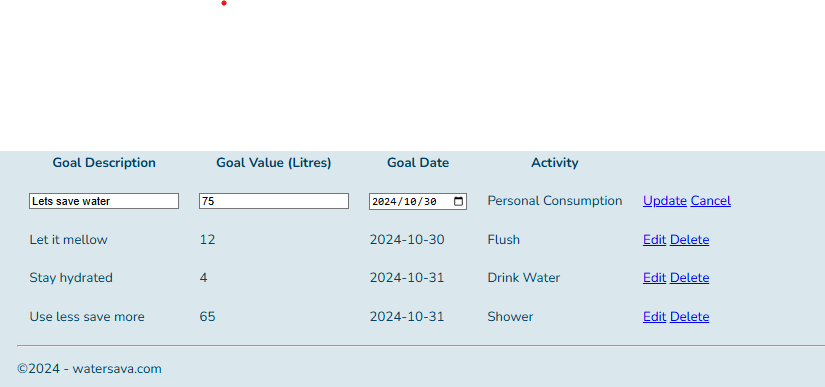 Goal Description Goal Value (Litres) Goal Date Activity
Lets save water 75 2024/10/30 Personal Consumption Update Cancel
Let it mellow 12 2024-10-30 Flush Edit Delete
Stay hydrated 4 2024-10-31 Drink Water Edit Delete
Use less save more 65 2024-10-31 Shower Edit Delete
©2024 - watersava.com